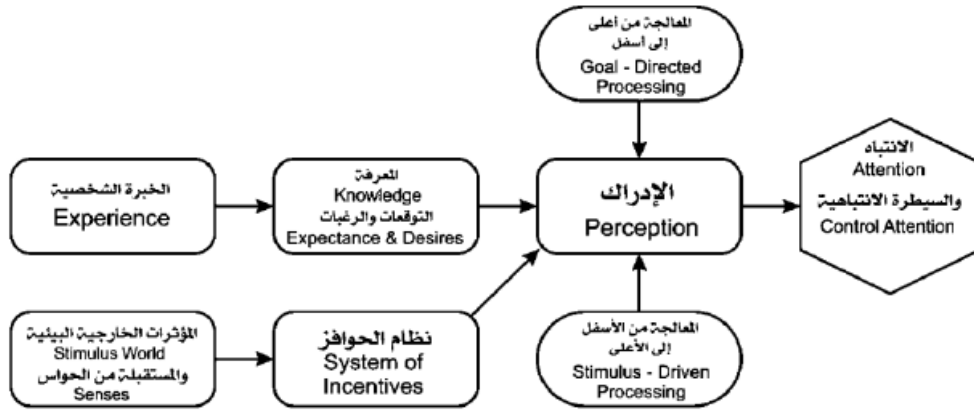 المعالجة من أعلى
إلى أسفل
Goal - Directed
Processing
الخبرة الشخصية
Experience
المعرفة
Knowledge
التوقعات والرغبات
Expectance & Desires
الإدراك
Perception
الانتباه
Attention
والسيطرة الانتباهية
Control Attention
المؤثرات الخارجية البيئية
Stimulus World
والمستقبلة من الحواس
Senses
نظام الحوافز
System of
Incentives
المعالجة من الأسفل
إلى الأعلى
Stimulus - Driven
Processing